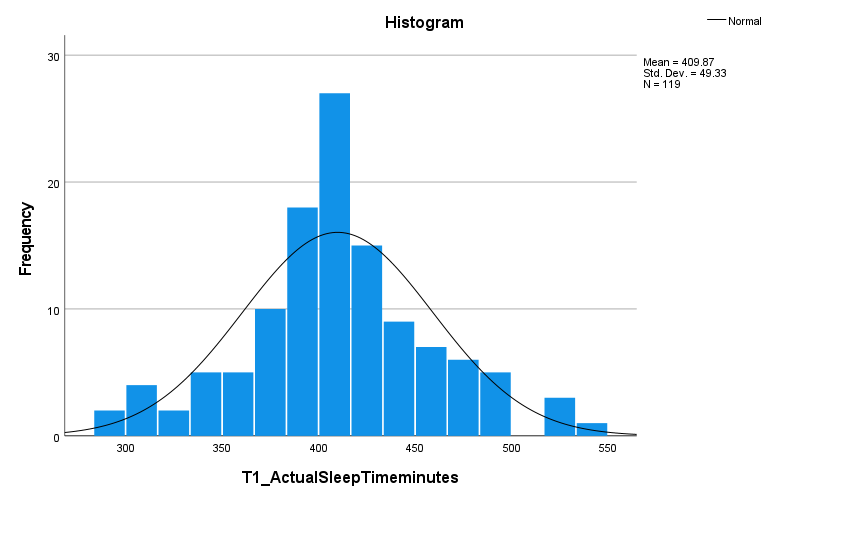 Histogram
Normal
Mean = 409.87
Std. Dev. = 49.33
N = 119
30
20
10
0
Frequency
300 350 400 450 500 550
T1_ActualSleepTimeminutes